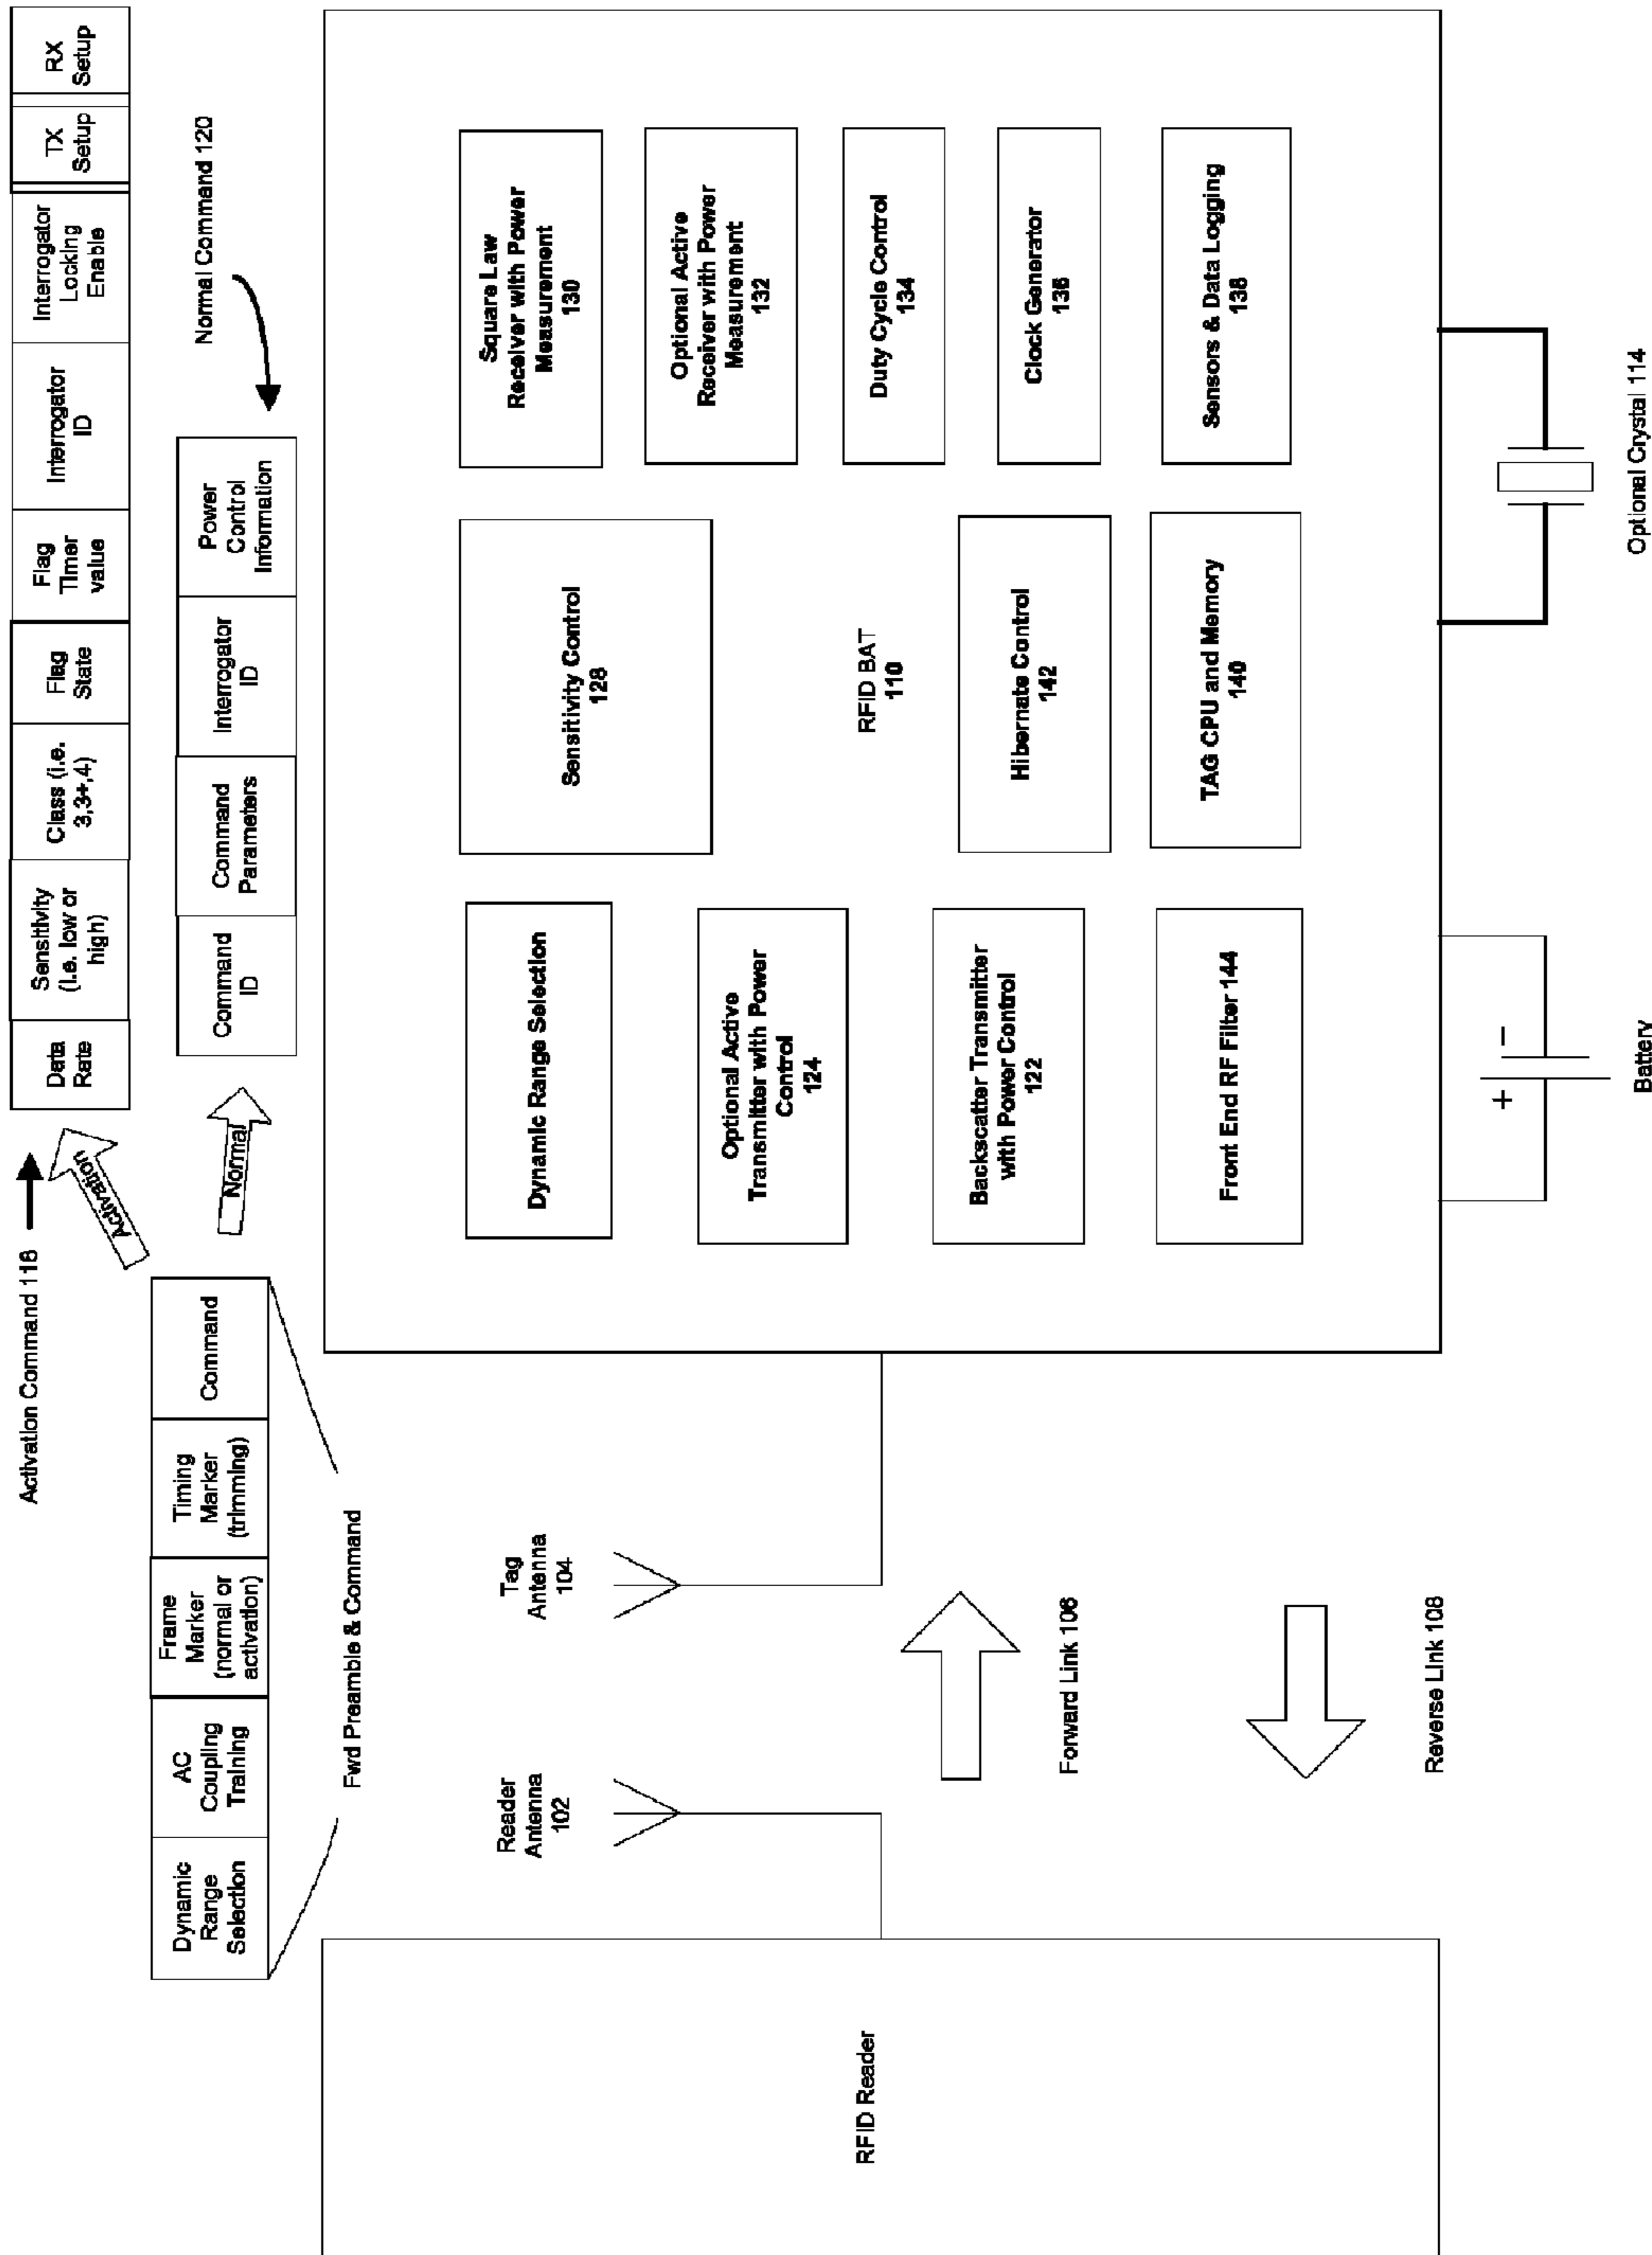 Activation Command 118
Activation
Normal
Data
Rate
Sensitivity
(i.e. low or
high)
Class (i.e.
3,3+,4)
Flag
State
Flag
Timer
value
Interrogator
ID
Interrogator
Locking
Enable
TX
Setup
RX
Setup
Normal Command 120
Command
ID
Command
Parameters
Interrogator
ID
Power
Control
Information
Dynamic
Range
Selection
AC
Coupling
Training
Frame
Marker
(normal or
activation)
Timing
Marker
(trimming)
Command
Fwd Preamble & Command
Reader
Antenna
102
Tag
Antenna
104
RFID Reader
Forward Link 106
Reverse Link 108
Dynamic Range Selection
Optional Active
Transmitter with Power
Control
124
Backscatter Transmitter
with Power Control
122
Front End RF Filter 144
Sensitivity Control
128
RFID BAT
110
Hibernate Control
142
TAG CPU and Memory
140
Square Law
Receiver with Power
Measurement
130
Optional Active
Receiver with Power
Measurement
132
Duty Cycle Control
134
Clock Generator
136
Sensors & Data Logging
138
+ −
Battery
Optional Crystal 114